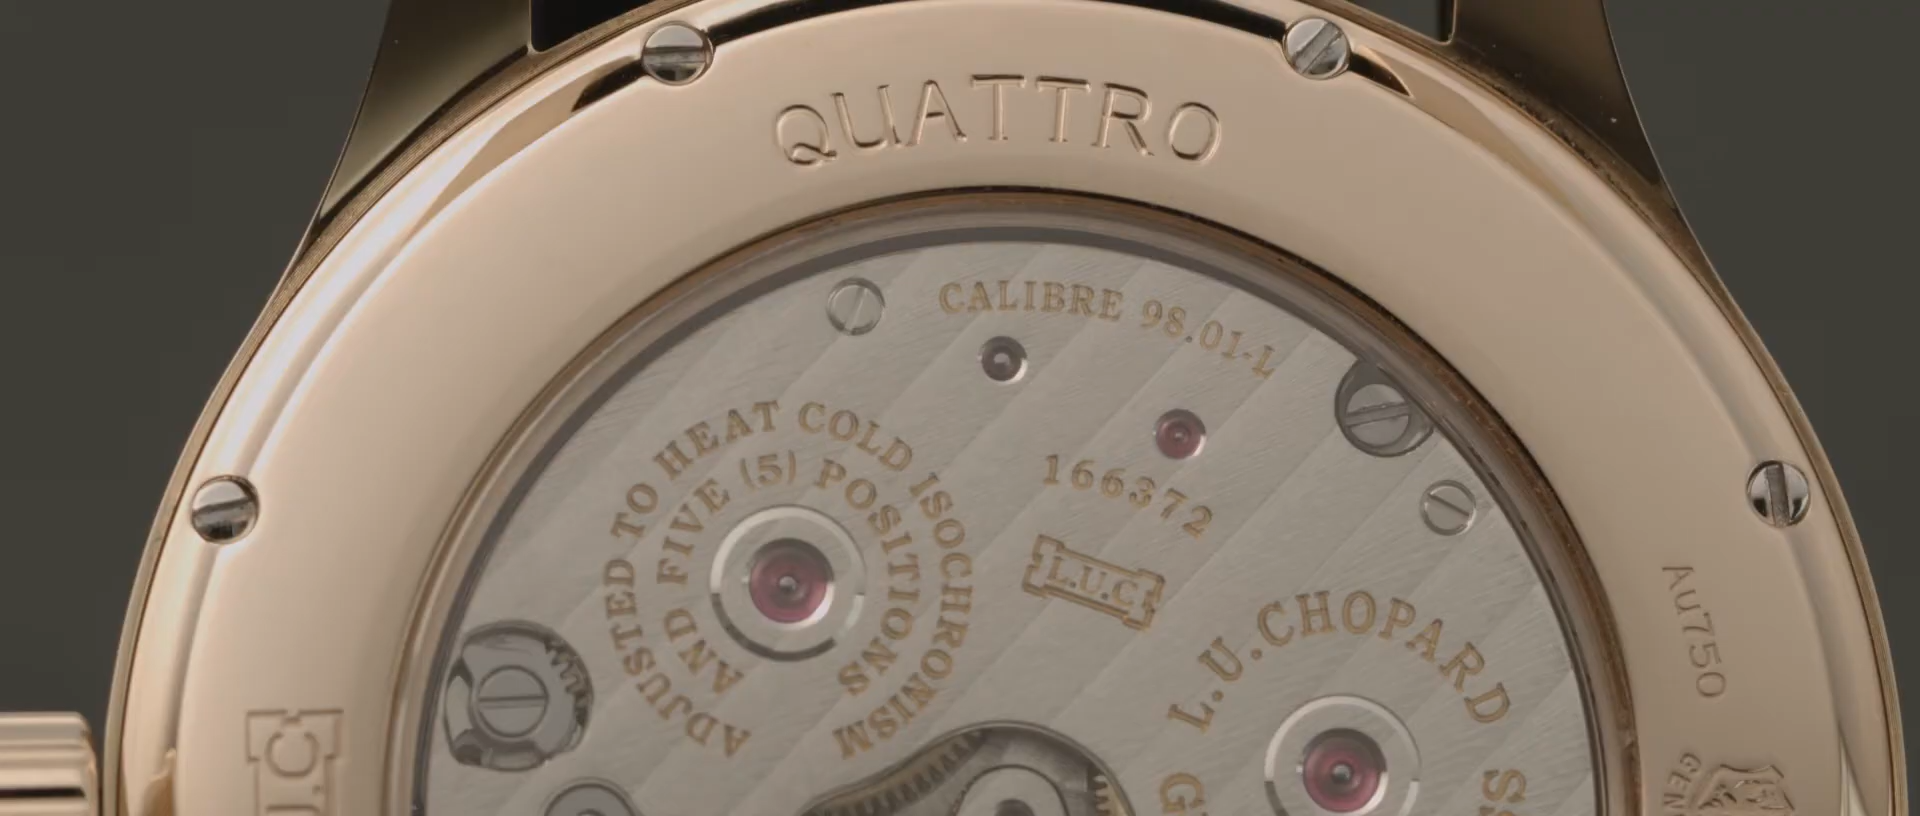 QUATTRO
CALIBRE 98.01-L
ADJUSTED TO HEAT COLD ISOCHRONISM
AND FIVE (5) POSITIONS
166372
L.U.C
L.U.CHOPARD
Au750